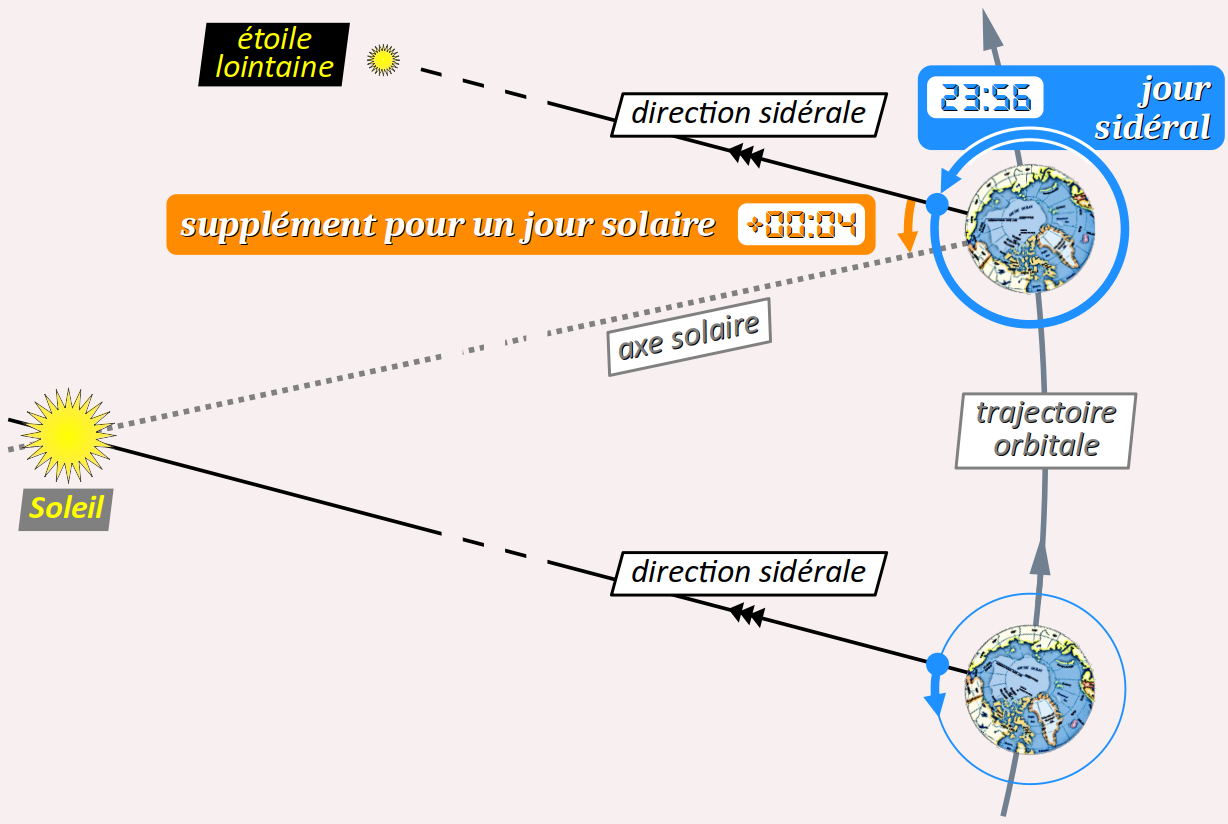 étoile
lointaine
direction sidérale
23:56
jour
sidéral
supplément pour un jour solaire
+00:04
axe solaire
trajectoire
orbitale
Soleil
direction sidérale